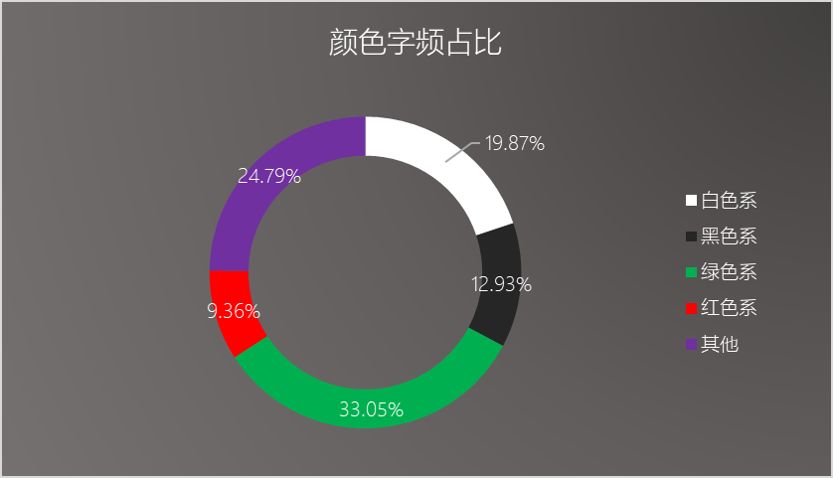 颜色字频占比
19.87%
24.79%
12.93%
9.36%
33.05%
白色系
黑色系
绿色系
红色系
其他